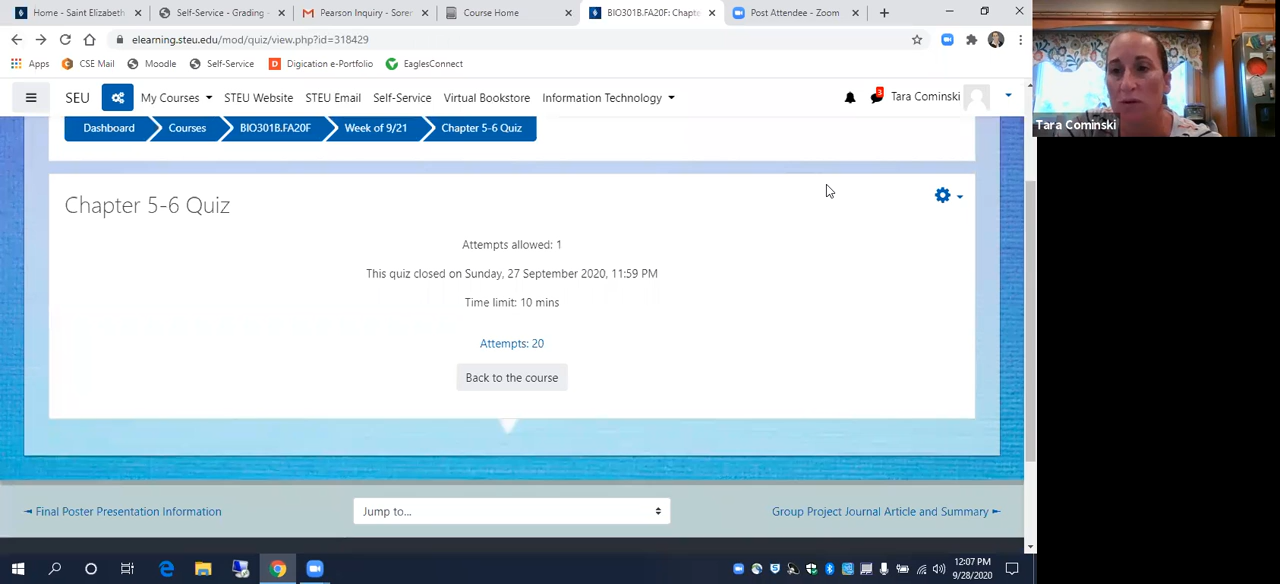 Home - Saint Elizabeth
Self-Service - Grading -
Pearson Inquiry - Soren
Course Home
BIO301B.FA20F: Chapte
Post Attendee - Zoom
elearning.steu.edu/mod/quiz/view.php?id=318429
Apps
CSE Mail
Moodle
Self-Service
Digication e-Portfolio
EaglesConnect
SEU
My Courses
STEU Website
STEU Email
Self-Service
Virtual Bookstore
Information Technology
3
Tara Cominski
Tara Cominski
Dashboard
Courses
BIO301B.FA20F
Week of 9/21
Chapter 5-6 Quiz
Chapter 5-6 Quiz
Attempts allowed: 1
This quiz closed on Sunday, 27 September 2020, 11:59 PM
Time limit: 10 mins
Attempts: 20
Back to the course
◄ Final Poster Presentation Information
Jump to...
Group Project Journal Article and Summary ►
12:07 PM
9/28/2020